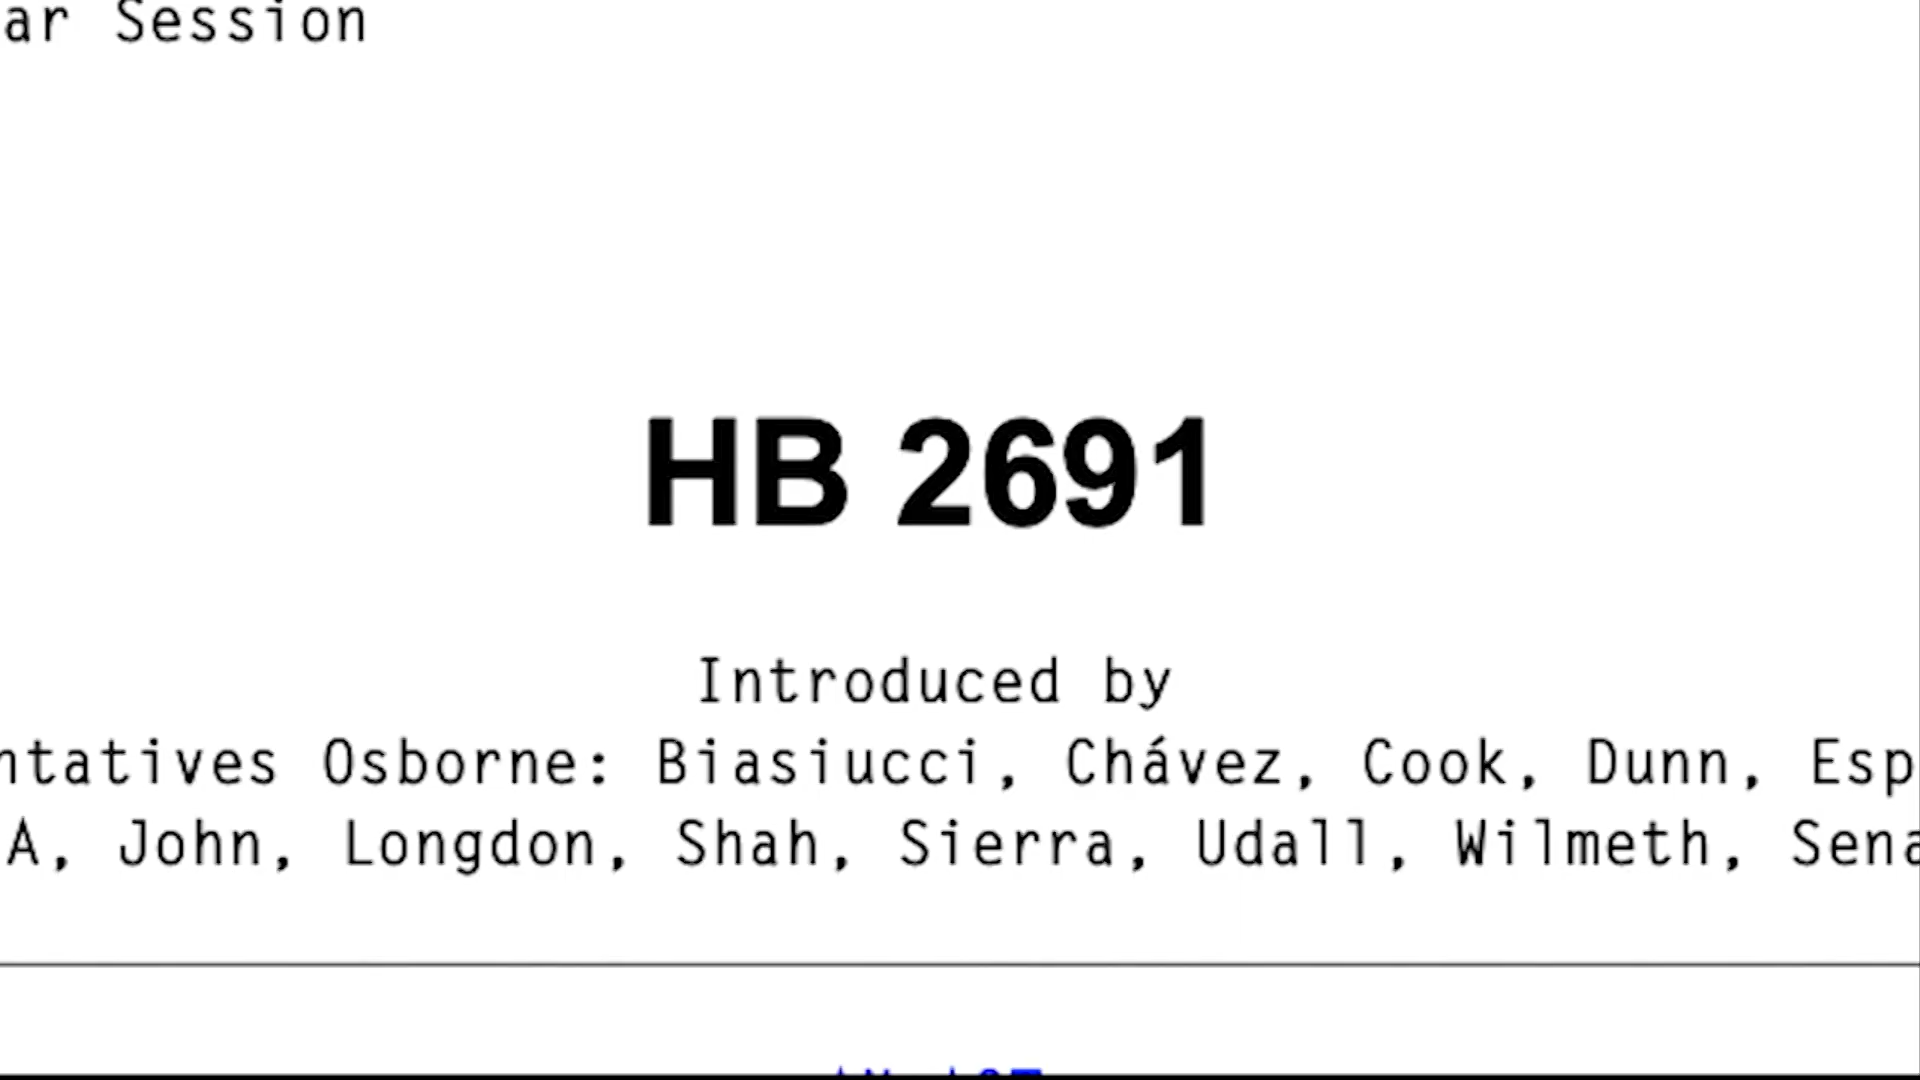 ar Session
HB 2691
Introduced by
ntatives Osborne: Biasiucci, Chávez, Cook, Dunn, Esp
A, John, Longdon, Shah, Sierra, Udall, Wilmeth, Sena